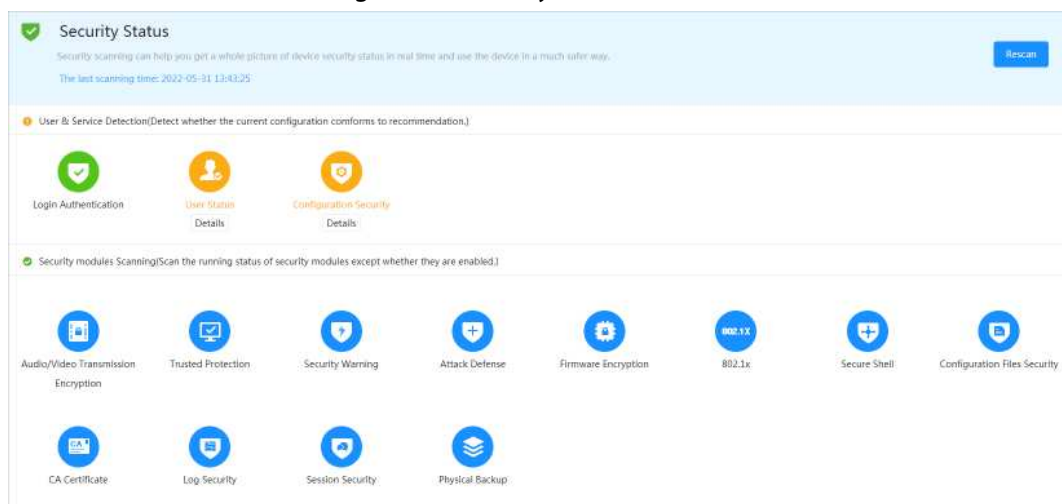 Security Status
Security scanning can help you get a whole picture of device security status in real time and use the device in a much safer way.
Rescan
The last scanning time: 2022-05-31 13:43:25
User & Service Detection(Detect whether the current configuration comforms to recommendation.)
Login Authentication
User Status
Configuration Security
Details
Details
Security modules Scanning(Scan the running status of security modules except whether they are enabled.)
802.1X
Audio/Video Transmission
Encryption
Trusted Protection
Security Warning
Attack Defense
Firmware Encryption
802.1x
Secure Shell
Configuration Files Security
CA
CA Certificate
Log Security
Session Security
Physical Backup